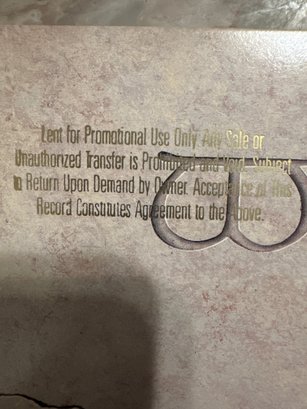 Lent for Promotional Use Only Any Sale or
Unauthorized Transfer is Prohibited and Void. Subject
to Return Upon Demand by Owner. Acceptance of This
Record Constitutes Agreement to the Above.